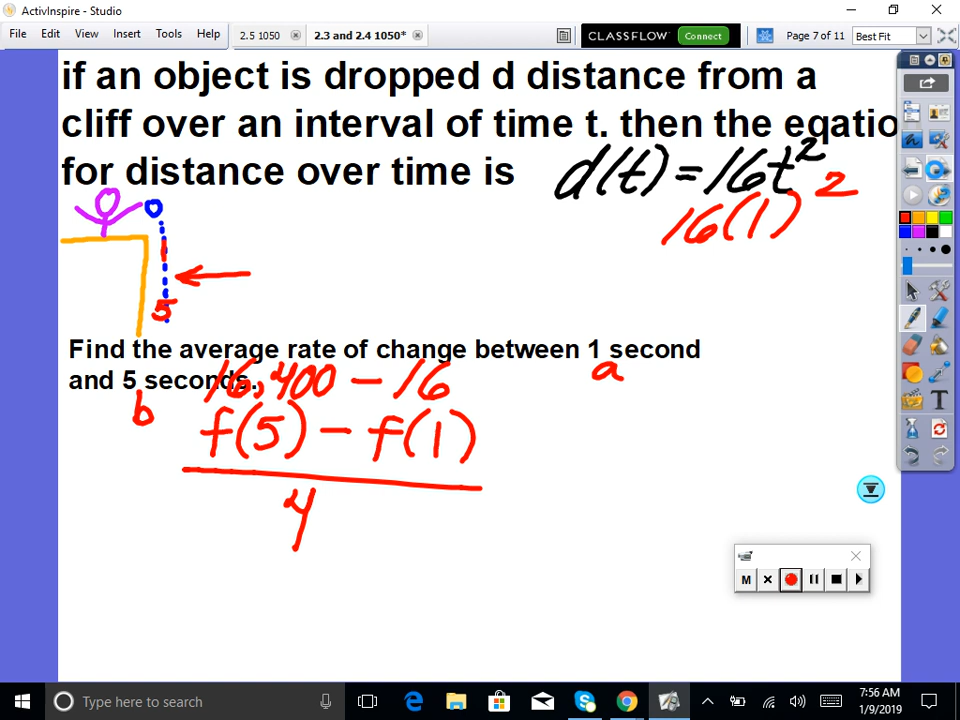 ActivInspire - Studio
File Edit View Insert Tools Help
2.5 1050
2.3 and 2.4 1050*
CLASSFLOW Connect
Page 7 of 11
Best Fit
if an object is dropped d distance from a
cliff over an interval of time t. then the eqatio
for distance over time is
d(t)=16t²
16(1)²
1
5
Find the average rate of change between 1 second
and 5 seconds.
a
b
16,400 - 16
f(5) - f(1)
4
M
Type here to search
7:56 AM
1/9/2019